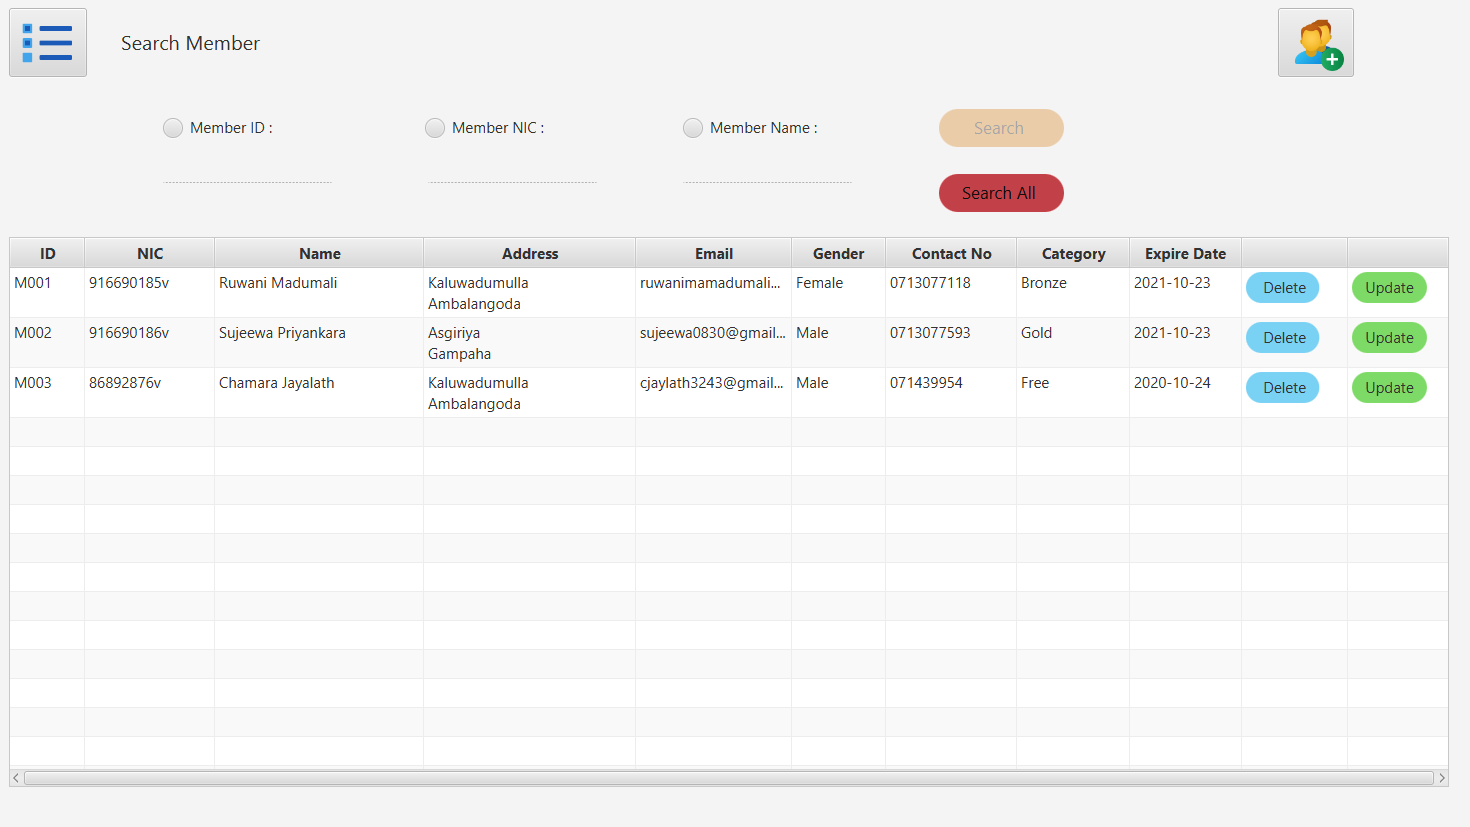 Search Member
Member ID :
Member NIC :
Member Name :
Search
Search All
ID NIC Name Address Email Gender Contact No Category Expire Date
M001 916690185v Ruwani Madumali Kaluwadumulla ruwanimamadumali... Female 0713077118 Bronze 2021-10-23 Delete Update
Ambalangoda
M002 916690186v Sujeewa Priyankara Asgiriya sujeewa0830@gmail... Male 0713077593 Gold 2021-10-23 Delete Update
Gampaha
M003 86892876v Chamara Jayalath Kaluwadumulla cjaylath3243@gmail... Male 071439954 Free 2020-10-24 Delete Update
Ambalangoda